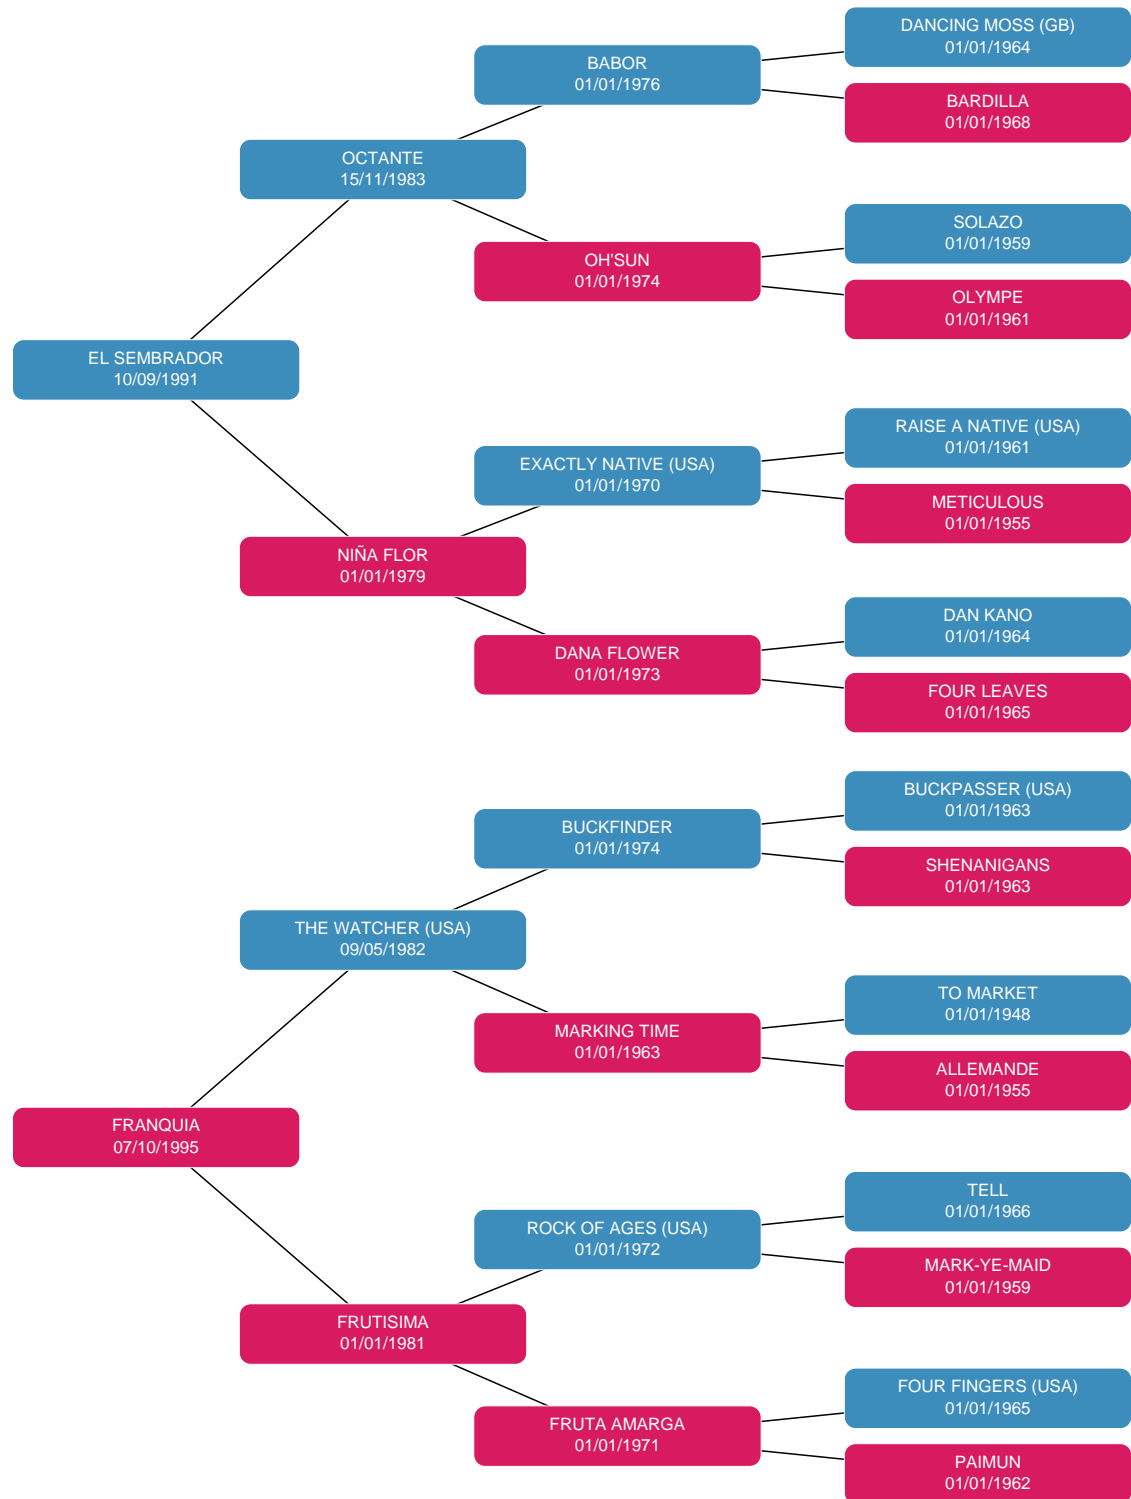 DANCING MOSS (GB)
01/01/1964
BABOR
01/01/1976
BARDILLA
01/01/1968
OCTANTE
15/11/1983
SOLAZO
01/01/1959
OH'SUN
01/01/1974
OLYMPE
01/01/1961
EL SEMBRADOR
10/09/1991
RAISE A NATIVE (USA)
01/01/1961
EXACTLY NATIVE (USA)
01/01/1970
METICULOUS
01/01/1955
NIÑA FLOR
01/01/1979
DAN KANO
01/01/1964
DANA FLOWER
01/01/1973
FOUR LEAVES
01/01/1965
BUCKPASSER (USA)
01/01/1963
BUCKFINDER
01/01/1974
SHENANIGANS
01/01/1963
THE WATCHER (USA)
09/05/1982
TO MARKET
01/01/1948
MARKING TIME
01/01/1963
ALLEMANDE
01/01/1955
FRANQUIA
07/10/1995
TELL
01/01/1966
ROCK OF AGES (USA)
01/01/1972
MARK-YE-MAID
01/01/1959
FRUTISIMA
01/01/1981
FOUR FINGERS (USA)
01/01/1965
FRUTA AMARGA
01/01/1971
PAIMUN
01/01/1962